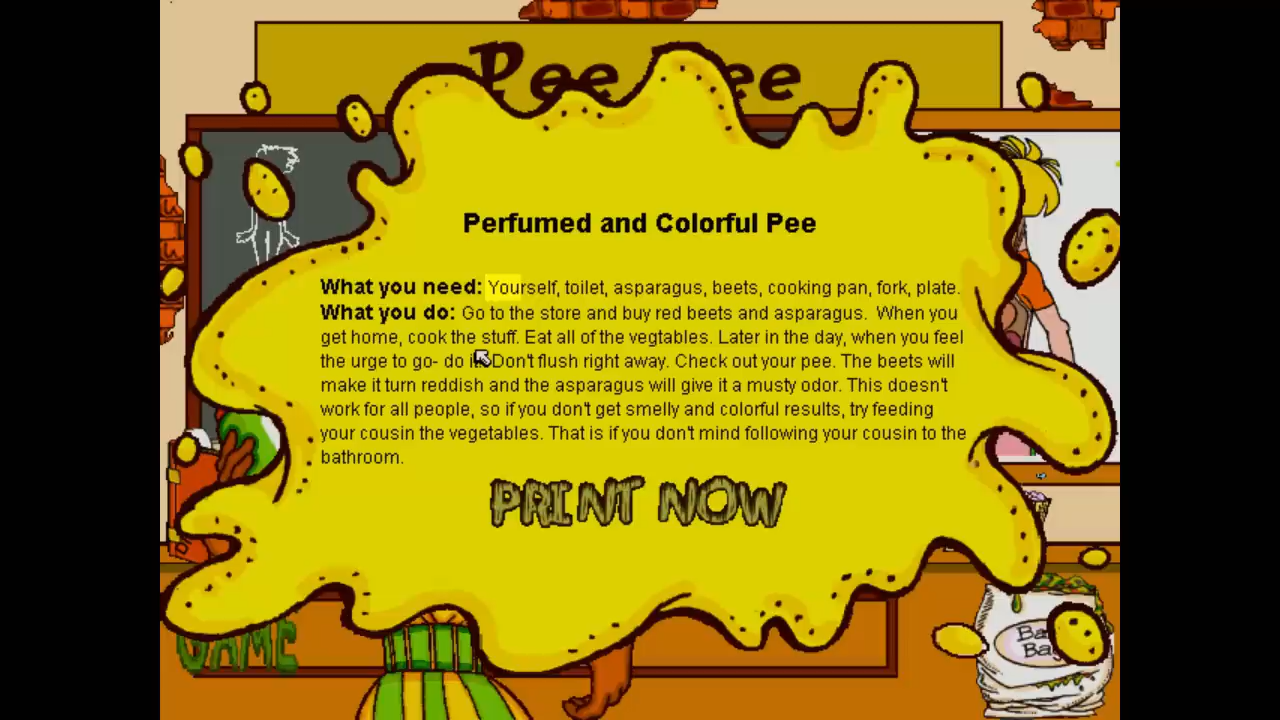 Pee ee
Perfumed and Colorful Pee
What you need: Yourself, toilet, asparagus, beets, cooking pan, fork, plate.
What you do: Go to the store and buy red beets and asparagus. When you
get home, cook the stuff. Eat all of the vegtables. Later in the day, when you feel
the urge to go- do it. Don't flush right away. Check out your pee. The beets will
make it turn reddish and the asparagus will give it a musty odor. This doesn't
work for all people, so if you don't get smelly and colorful results, try feeding
your cousin the vegetables. That is if you don't mind following your cousin to the
bathroom.
PRINT NOW
GAME
Ba
Ba